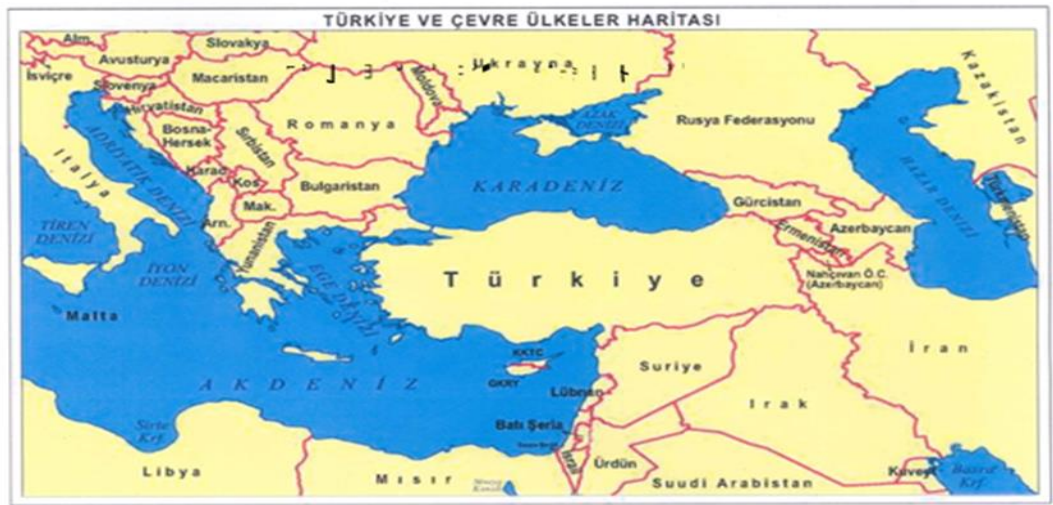 TÜRKİYE VE ÇEVRE ÜLKELER HARİTASI
Alm.
Slovakya
Avusturya
İsviçre
Macaristan
Slovenya
Hırvatistan
Ukrayna
Moldova
Kazakistan
Romanya
AZAK
DENİZİ
Rusya Federasyonu
Bosna-
Hersek
Sırbistan
ADRİYATİK DENİZİ
İtalya
Karad.
Kos.
Bulgaristan
KARADENİZ
HAZAR DENİZİ
Türkmenistan
Gürcistan
Mak.
Arn.
TİREN
DENİZİ
Yunanistan
Ermenistan
Azerbaycan
İYON
DENİZİ
EGE DENİZİ
Türkiye
Nahçıvan Ö.C.
(Azerbaycan)
Malta
İran
KKTC
GKRY
Suriye
AKDENİZ
Lübnan
Irak
Batı Şeria
Sirte
Krf.
İsrail
Ürdün
Libya
Mısır
Suudi Arabistan
Kuveyt
Basra
Krf.